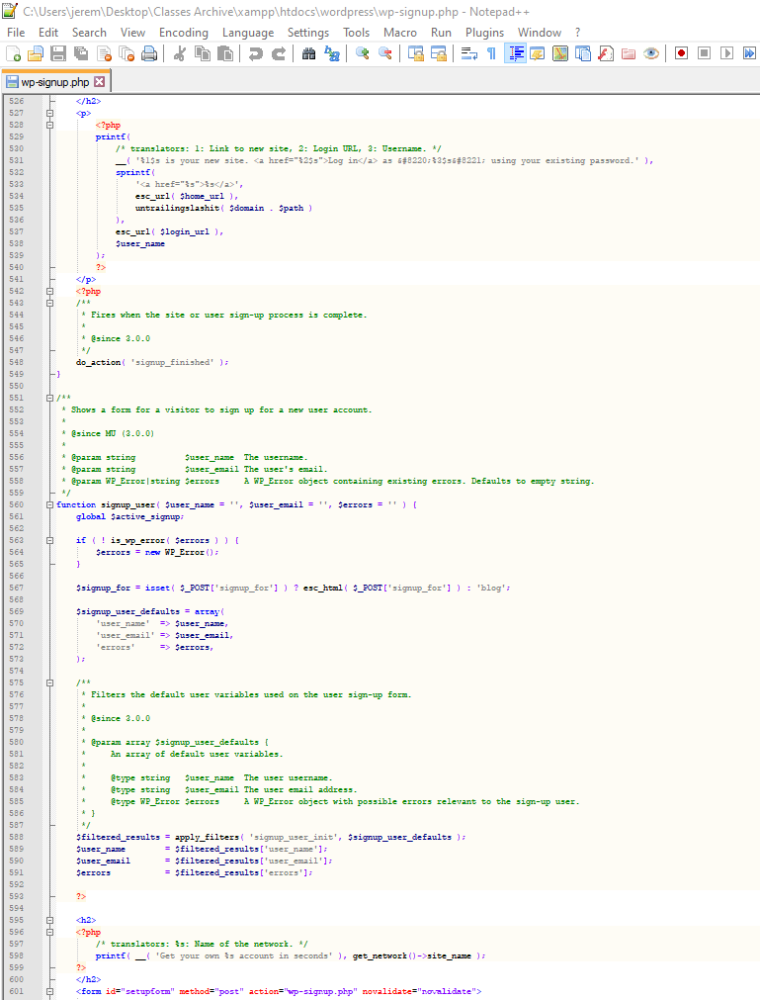 C:\Users\jerem\Desktop\Classes Archive\xampp\htdocs\wordpress\wp-signup.php - Notepad++
File Edit Search View Encoding Language Settings Tools Macro Run Plugins Window ?
wp-signup.php
526 </h2>
527 <p>
528 <?php
529 printf(
530 /* translators: 1: Link to new site, 2: Login URL, 3: Username. */
531 __( '%1$s is your new site. <a href="%2$s">Log in</a> as &#8220;%3$s&#8221; using your existing password.' ),
532 sprintf(
533 '<a href="%s">%s</a>',
534 esc_url( $home_url ),
535 untrailingslashit( $domain . $path )
536 ),
537 esc_url( $login_url ),
538 $user_name
539 );
540 ?>
541 </p>
542 <?php
543 /**
544 * Fires when the site or user sign-up process is complete.
545 *
546 * @since 3.0.0
547 */
548 do_action( 'signup_finished' );
549 }
550
551 /**
552 * Shows a form for a visitor to sign up for a new user account.
553 *
554 * @since MU (3.0.0)
555 *
556 * @param string $user_name The username.
557 * @param string $user_email The user's email.
558 * @param WP_Error|string $errors A WP_Error object containing existing errors. Defaults to empty string.
559 */
560 function signup_user( $user_name = '', $user_email = '', $errors = '' ) {
561 global $active_signup;
562
563 if ( ! is_wp_error( $errors ) ) {
564 $errors = new WP_Error();
565 }
566
567 $signup_for = isset( $_POST['signup_for'] ) ? esc_html( $_POST['signup_for'] ) : 'blog';
568
569 $signup_user_defaults = array(
570 'user_name' => $user_name,
571 'user_email' => $user_email,
572 'errors' => $errors,
573 );
574
575 /**
576 * Filters the default user variables used on the user sign-up form.
577 *
578 * @since 3.0.0
579 *
580 * @param array $signup_user_defaults {
581 * An array of default user variables.
582 *
583 * @type string $user_name The user username.
584 * @type string $user_email The user email address.
585 * @type WP_Error $errors A WP_Error object with possible errors relevant to the sign-up user.
586 * }
587 */
588 $filtered_results = apply_filters( 'signup_user_init', $signup_user_defaults );
589 $user_name = $filtered_results['user_name'];
590 $user_email = $filtered_results['user_email'];
591 $errors = $filtered_results['errors'];
592
593 ?>
594
595 <h2>
596 <?php
597 /* translators: %s: Name of the network. */
598 printf( __( 'Get your own %s account in seconds' ), get_network()->site_name );
599 ?>
600 </h2>
601 <form id="setupform" method="post" action="wp-signup.php" novalidate="novalidate">